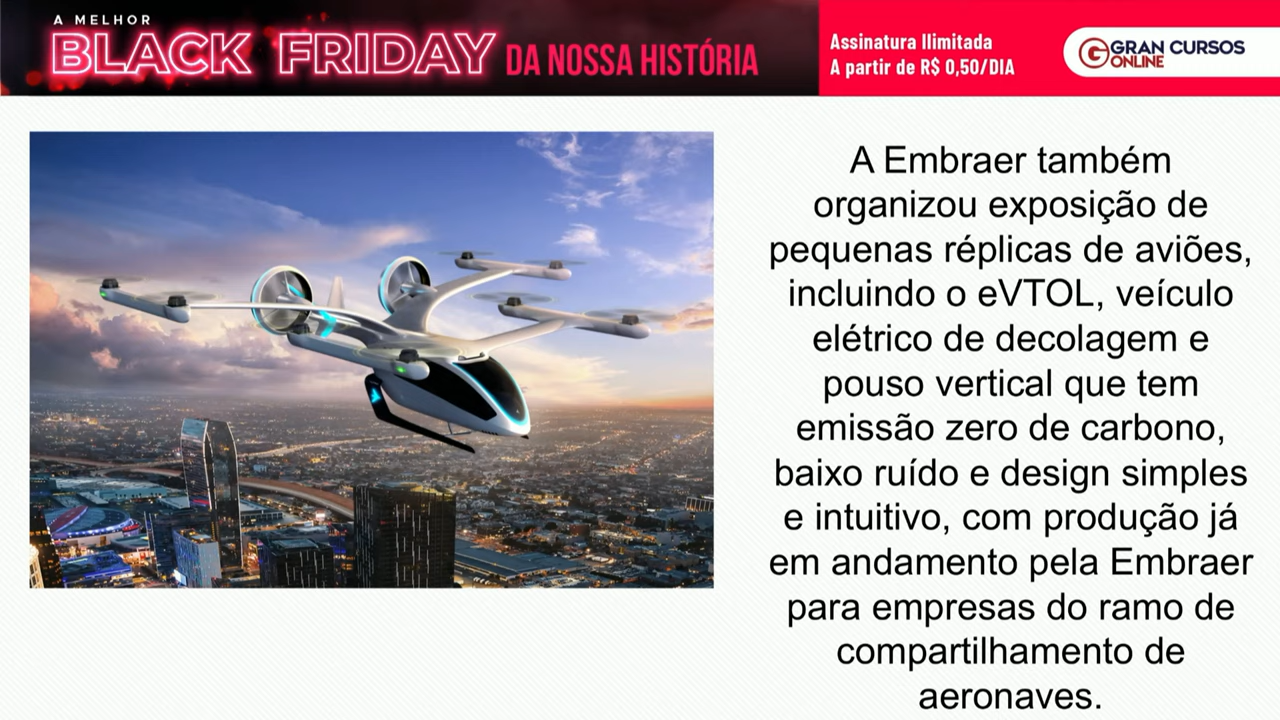 A MELHOR
BLACK FRIDAY DA NOSSA HISTÓRIA
Assinatura Ilimitada
A partir de R$ 0,50/DIA
GRAN CURSOS
ONLINE
A Embraer também
organizou exposição de
pequenas réplicas de aviões,
incluindo o eVTOL, veículo
elétrico de decolagem e
pouso vertical que tem
emissão zero de carbono,
baixo ruído e design simples
e intuitivo, com produção já
em andamento pela Embraer
para empresas do ramo de
compartilhamento de
aeronaves.